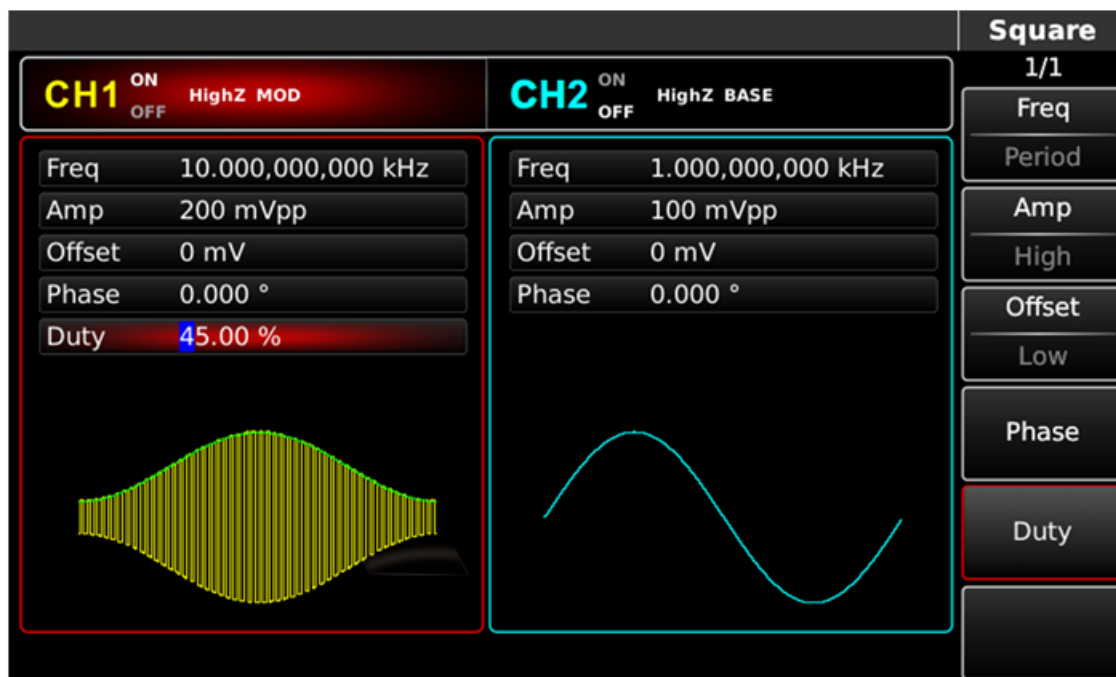 Square
1/1
CH1 ON OFF HighZ MOD
CH2 ON OFF HighZ BASE
Freq 10.000,000,000 kHz
Amp 200 mVpp
Offset 0 mV
Phase 0.000 °
Duty 45.00 %
Freq 1.000,000,000 kHz
Amp 100 mVpp
Offset 0 mV
Phase 0.000 °
Freq
Period
Amp
High
Offset
Low
Phase
Duty